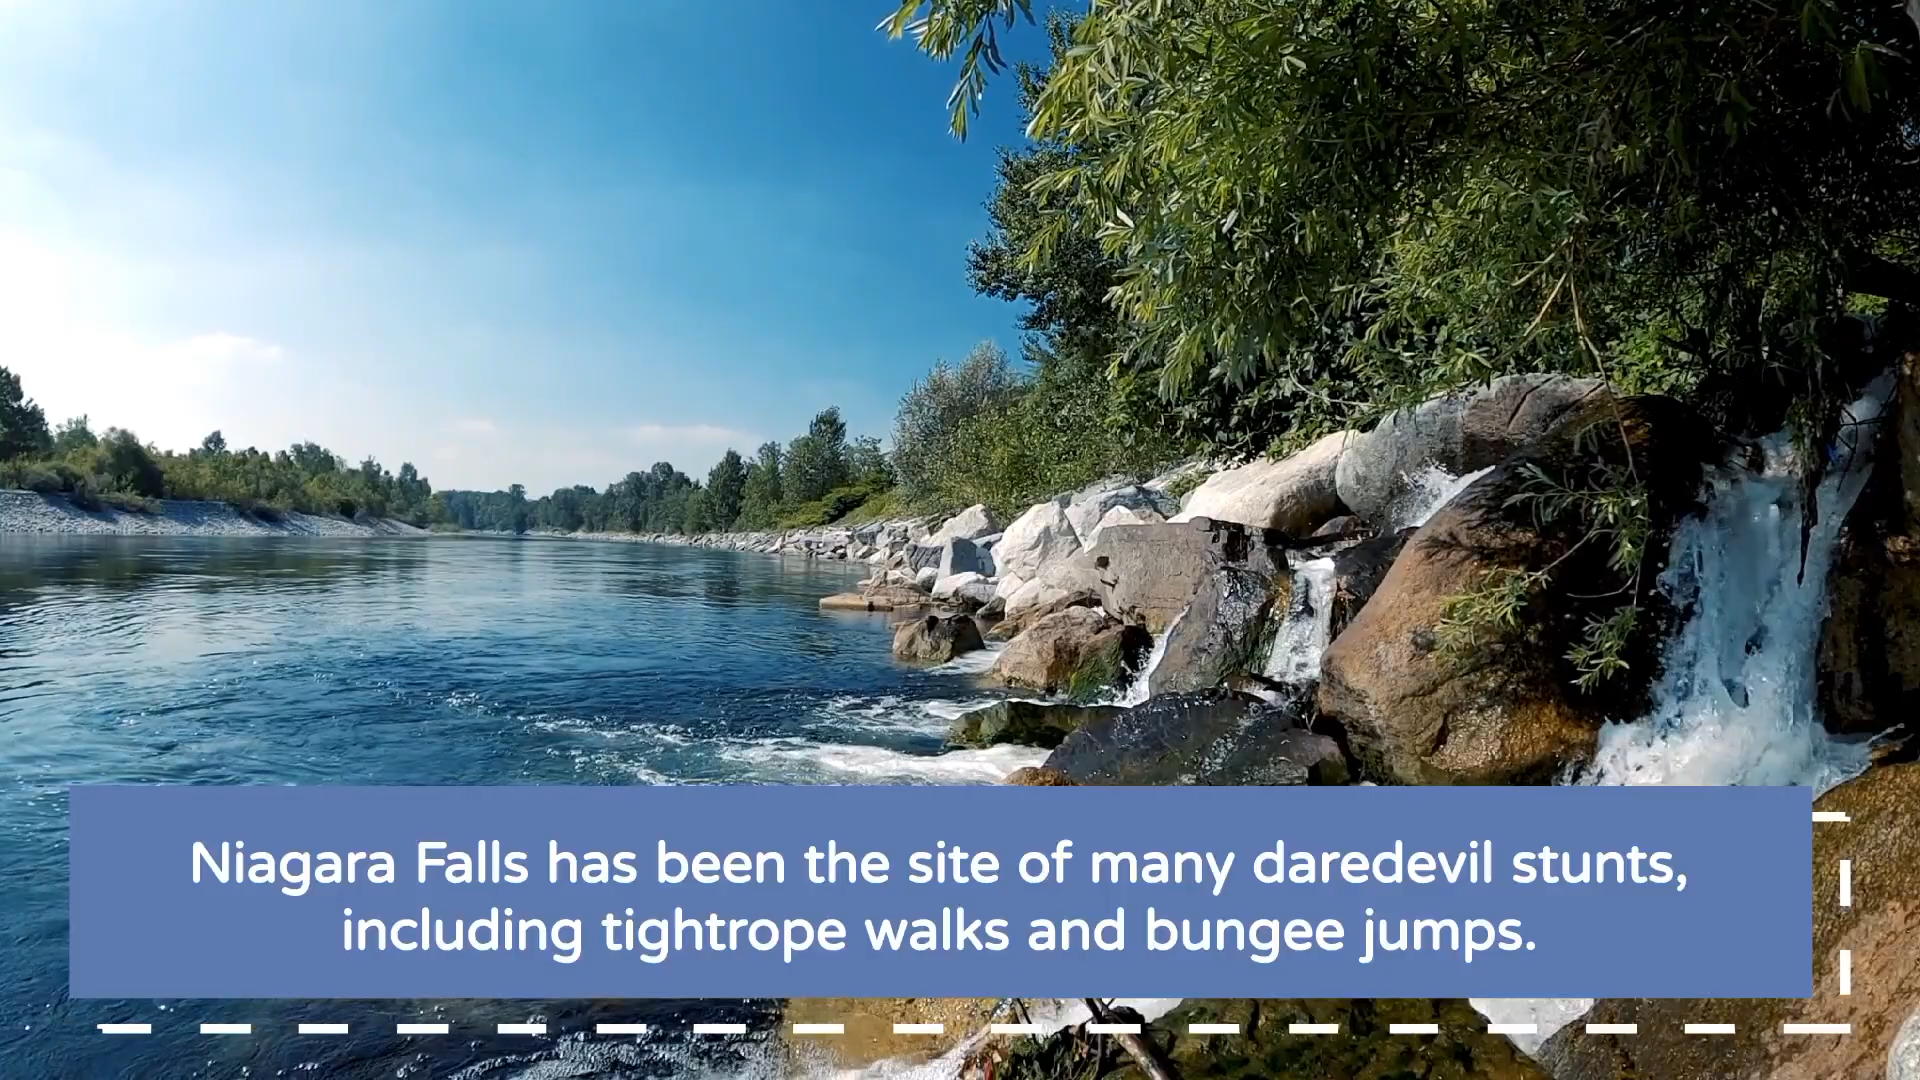 Niagara Falls has been the site of many daredevil stunts,
including tightrope walks and bungee jumps.